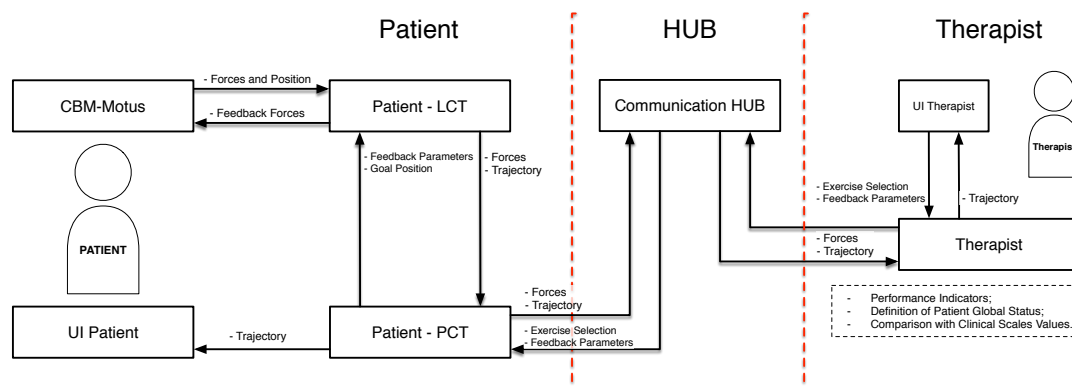 Patient
HUB
Therapist
CBM-Motus
- Forces and Position
- Feedback Forces
Patient - LCT
Communication HUB
UI Therapist
Therapist
- Feedback Parameters
- Goal Position
- Forces
- Trajectory
- Exercise Selection
- Feedback Parameters
- Trajectory
PATIENT
- Forces
- Trajectory
Therapist
UI Patient
- Trajectory
Patient - PCT
- Forces
- Trajectory
- Exercise Selection
- Feedback Parameters
- Performance Indicators;
- Definition of Patient Global Status;
- Comparison with Clinical Scales Values.